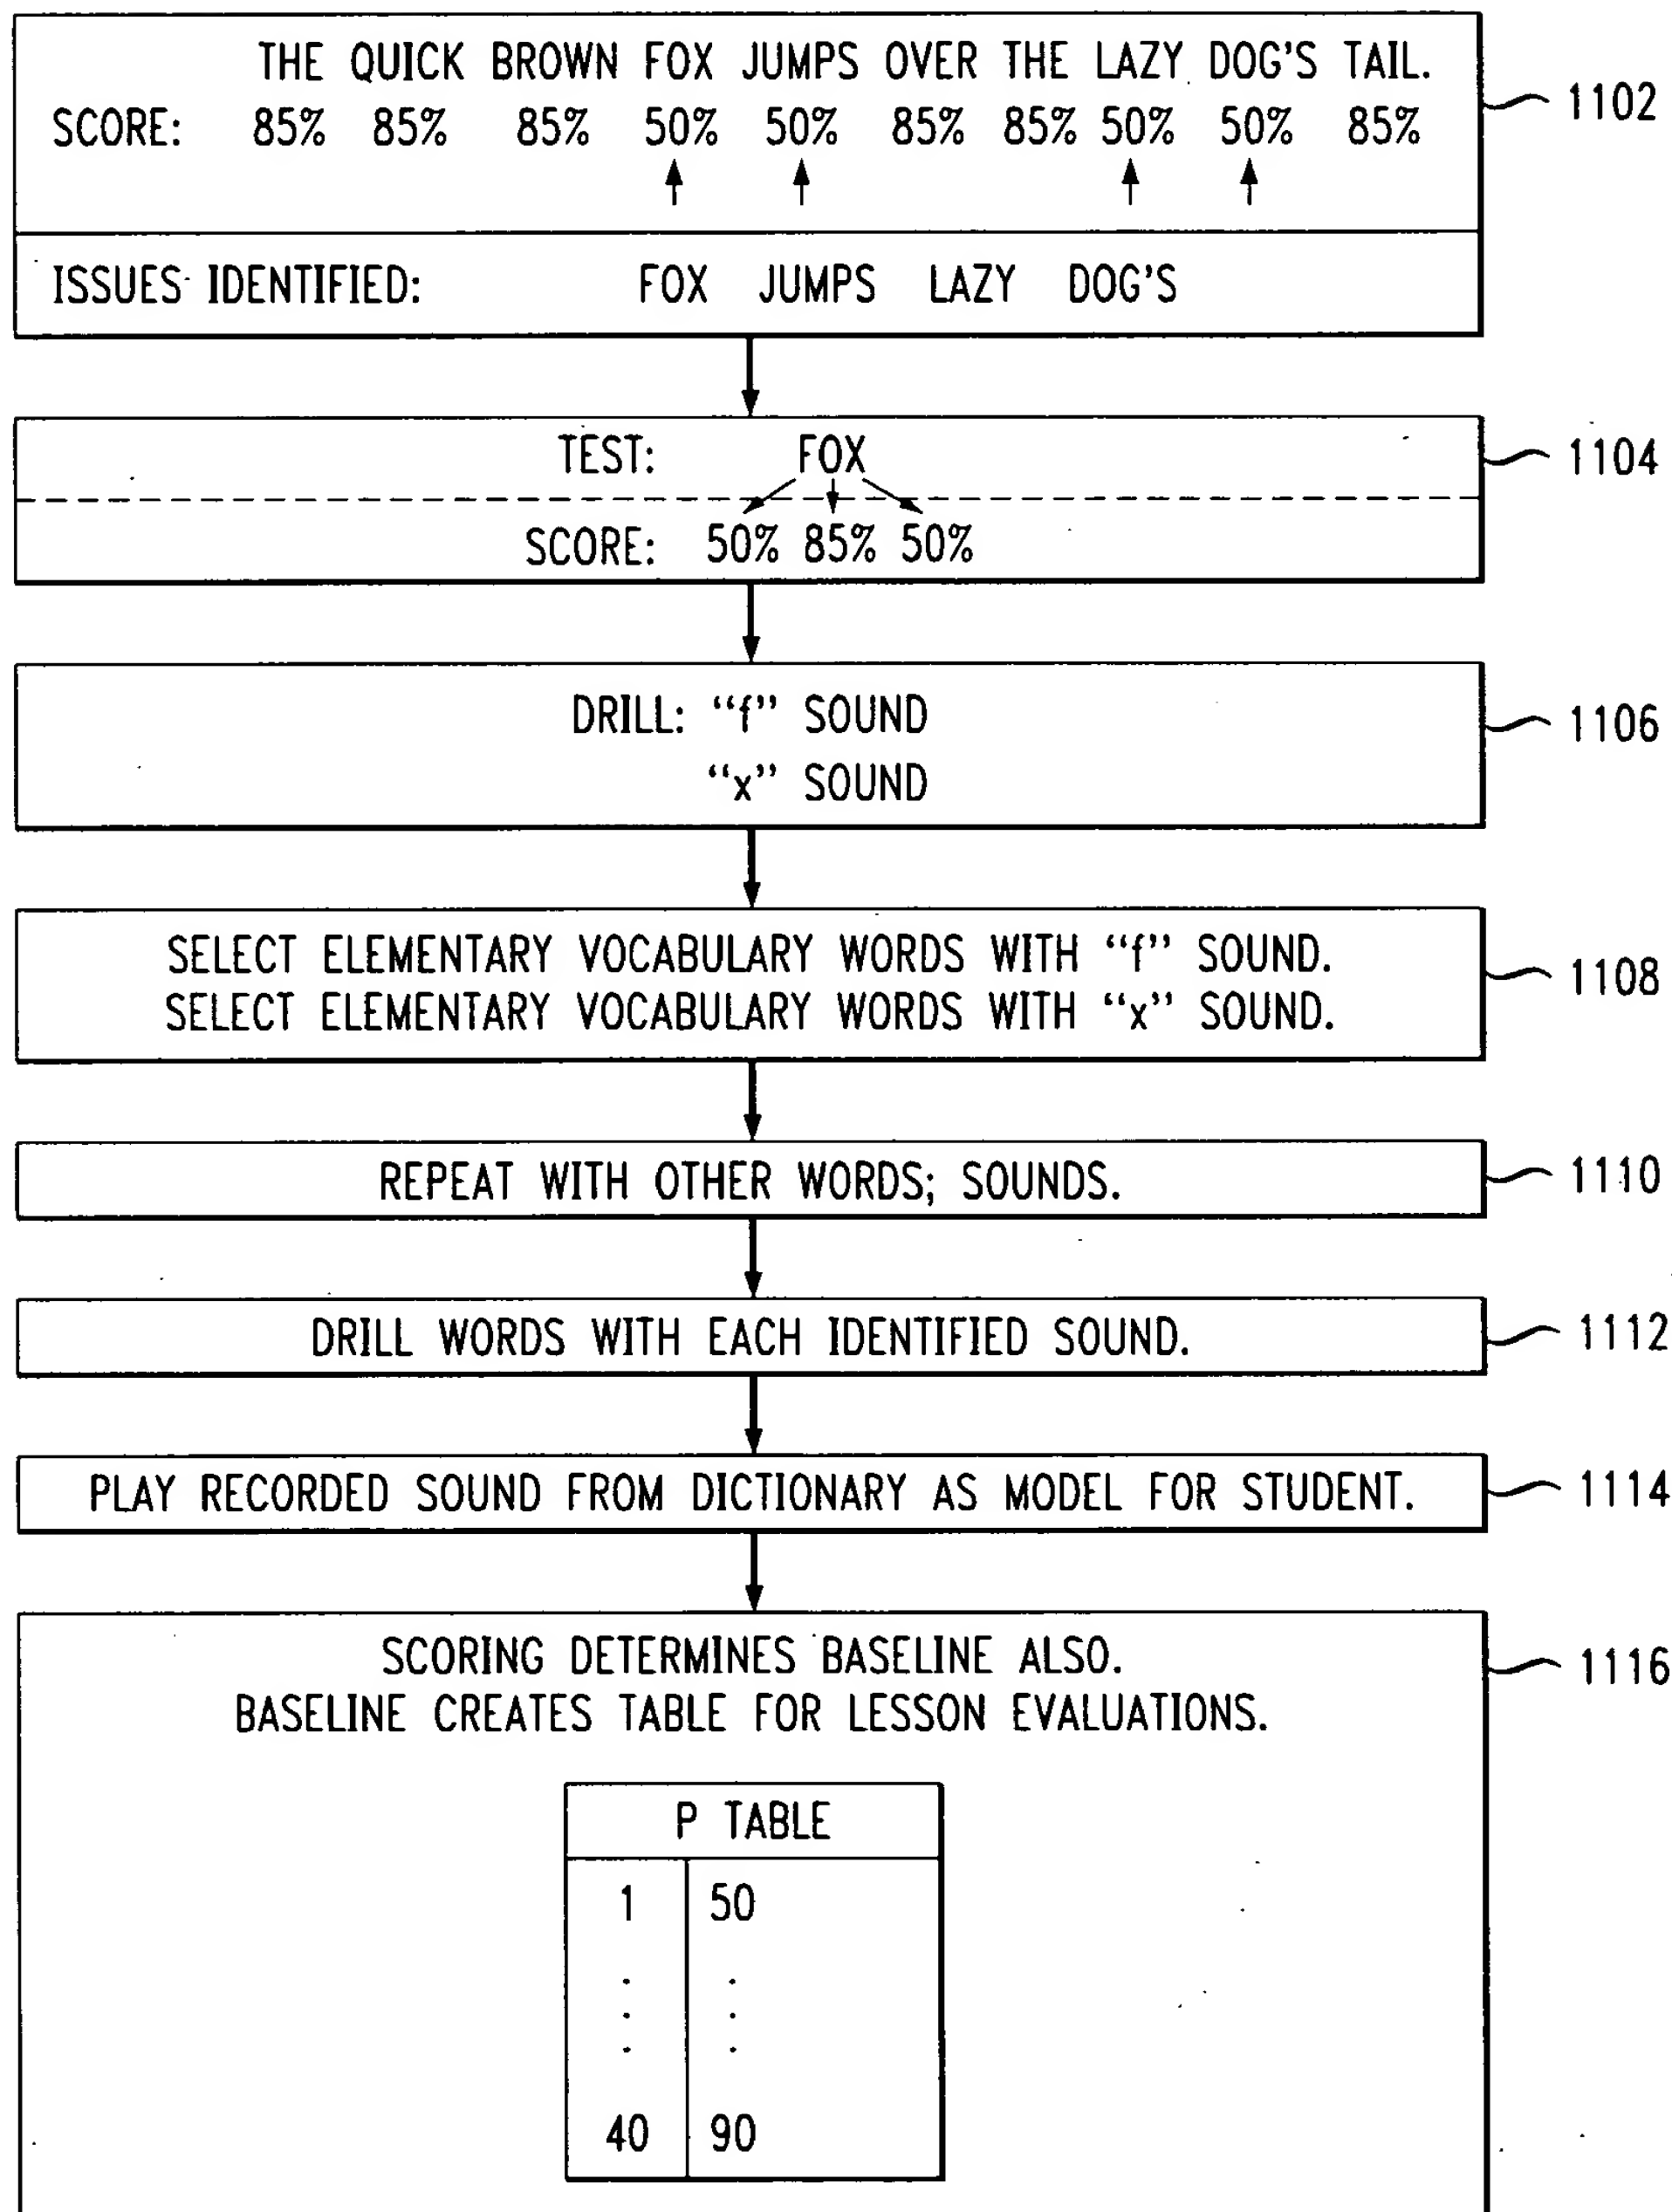 THE QUICK BROWN FOX JUMPS OVER THE LAZY DOG'S TAIL.
SCORE: 85% 85% 85% 50% 50% 85% 85% 50% 50% 85%
1102
ISSUES IDENTIFIED: FOX JUMPS LAZY DOG'S
TEST: FOX
1104
SCORE: 50% 85% 50%
DRILL: “f” SOUND
1106
“x” SOUND
SELECT ELEMENTARY VOCABULARY WORDS WITH “f” SOUND.
1108
SELECT ELEMENTARY VOCABULARY WORDS WITH “x” SOUND.
REPEAT WITH OTHER WORDS; SOUNDS.
1110
DRILL WORDS WITH EACH IDENTIFIED SOUND.
1112
PLAY RECORDED SOUND FROM DICTIONARY AS MODEL FOR STUDENT.
1114
SCORING DETERMINES BASELINE ALSO.
1116
BASELINE CREATES TABLE FOR LESSON EVALUATIONS.
P TABLE
1 50
. .
. .
. .
40 90